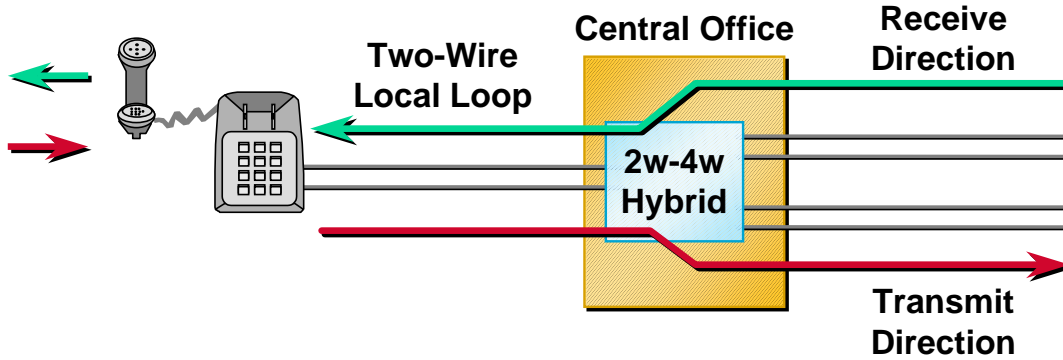 Central Office
Receive
Direction
Two-Wire
Local Loop
2w-4w
Hybrid
Transmit
Direction